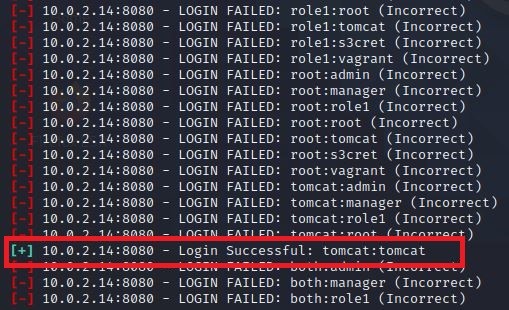 [-] 10.0.2.14:8080 - LOGIN FAILED: role1:root (Incorrect)
[-] 10.0.2.14:8080 - LOGIN FAILED: role1:tomcat (Incorrect)
[-] 10.0.2.14:8080 - LOGIN FAILED: role1:s3cret (Incorrect)
[-] 10.0.2.14:8080 - LOGIN FAILED: role1:vagrant (Incorrect)
[-] 10.0.2.14:8080 - LOGIN FAILED: root:admin (Incorrect)
[-] 10.0.2.14:8080 - LOGIN FAILED: root:manager (Incorrect)
[-] 10.0.2.14:8080 - LOGIN FAILED: root:role1 (Incorrect)
[-] 10.0.2.14:8080 - LOGIN FAILED: root:root (Incorrect)
[-] 10.0.2.14:8080 - LOGIN FAILED: root:tomcat (Incorrect)
[-] 10.0.2.14:8080 - LOGIN FAILED: root:s3cret (Incorrect)
[-] 10.0.2.14:8080 - LOGIN FAILED: root:vagrant (Incorrect)
[-] 10.0.2.14:8080 - LOGIN FAILED: tomcat:admin (Incorrect)
[-] 10.0.2.14:8080 - LOGIN FAILED: tomcat:manager (Incorrect)
[-] 10.0.2.14:8080 - LOGIN FAILED: tomcat:role1 (Incorrect)
[-] 10.0.2.14:8080 - LOGIN FAILED: tomcat:root (Incorrect)
[+] 10.0.2.14:8080 - Login Successful: tomcat:tomcat
[-] 10.0.2.14:8080 - LOGIN FAILED: both:admin (Incorrect)
[-] 10.0.2.14:8080 - LOGIN FAILED: both:manager (Incorrect)
[-] 10.0.2.14:8080 - LOGIN FAILED: both:role1 (Incorrect)